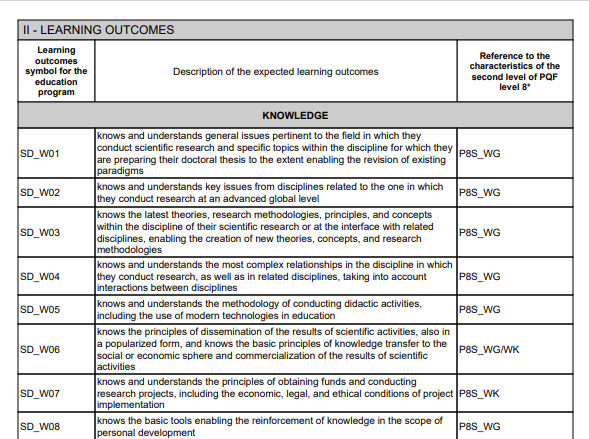 II - LEARNING OUTCOMES
Learning
outcomes
symbol for the
education
program
Description of the expected learning outcomes
Reference to the
characteristics of the
second level of PQF
level 8*
KNOWLEDGE
SD_W01
knows and understands general issues pertinent to the field in which they
conduct scientific research and specific topics within the discipline for which they
are preparing their doctoral thesis to the extent enabling the revision of existing
paradigms
P8S_WG
SD_W02
knows and understands key issues from disciplines related to the one in which
they conduct research at an advanced global level
P8S_WG
SD_W03
knows the latest theories, research methodologies, principles, and concepts
within the discipline of their scientific research or at the interface with related
disciplines, enabling the creation of new theories, concepts, and research
methodologies
P8S_WG
SD_W04
knows and understands the most complex relationships in the discipline in which
they conduct research, as well as in related disciplines, taking into account
interactions between disciplines
P8S_WG
SD_W05
knows and understands the methodology of conducting didactic activities,
including the use of modern technologies in education
P8S_WG
SD_W06
knows the principles of dissemination of the results of scientific activities, also in
a popularized form, and knows the basic principles of knowledge transfer to the
social or economic sphere and commercialization of the results of scientific
activities
P8S_WG/WK
SD_W07
knows and understands the principles of obtaining funds and conducting
research projects, including the economic, legal, and ethical conditions of project
implementation
P8S_WK
SD_W08
knows the basic tools enabling the reinforcement of knowledge in the scope of
personal development
P8S_WG